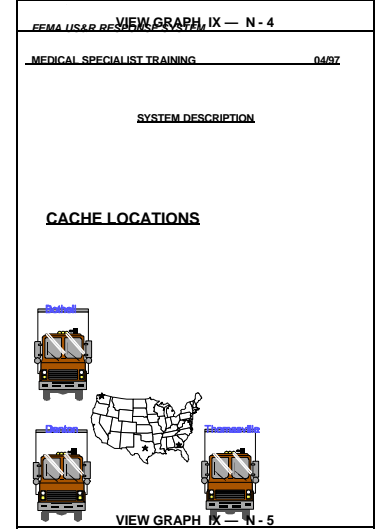 VIEW GRAPH IX — N - 4
FEMA US&R RESPONSE SYSTEM
MEDICAL SPECIALIST TRAINING 04/97
SYSTEM DESCRIPTION
CACHE LOCATIONS
Bothell
Denton
Thomasville
VIEW GRAPH IX — N - 5